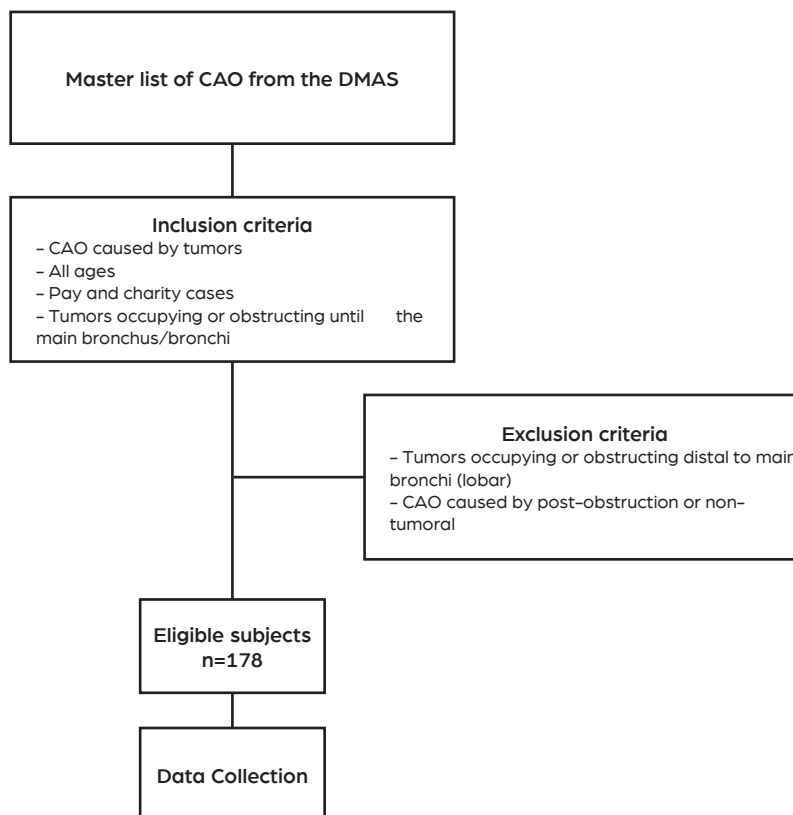 Master list of CAO from the DMAS
Inclusion criteria
- CAO caused by tumors
- All ages
- Pay and charity cases
- Tumors occupying or obstructing until the
main bronchus/bronchi
Exclusion criteria
- Tumors occupying or obstructing distal to main
bronchi (lobar)
- CAO caused by post-obstruction or non-
tumoral
Eligible subjects
n=178
Data Collection